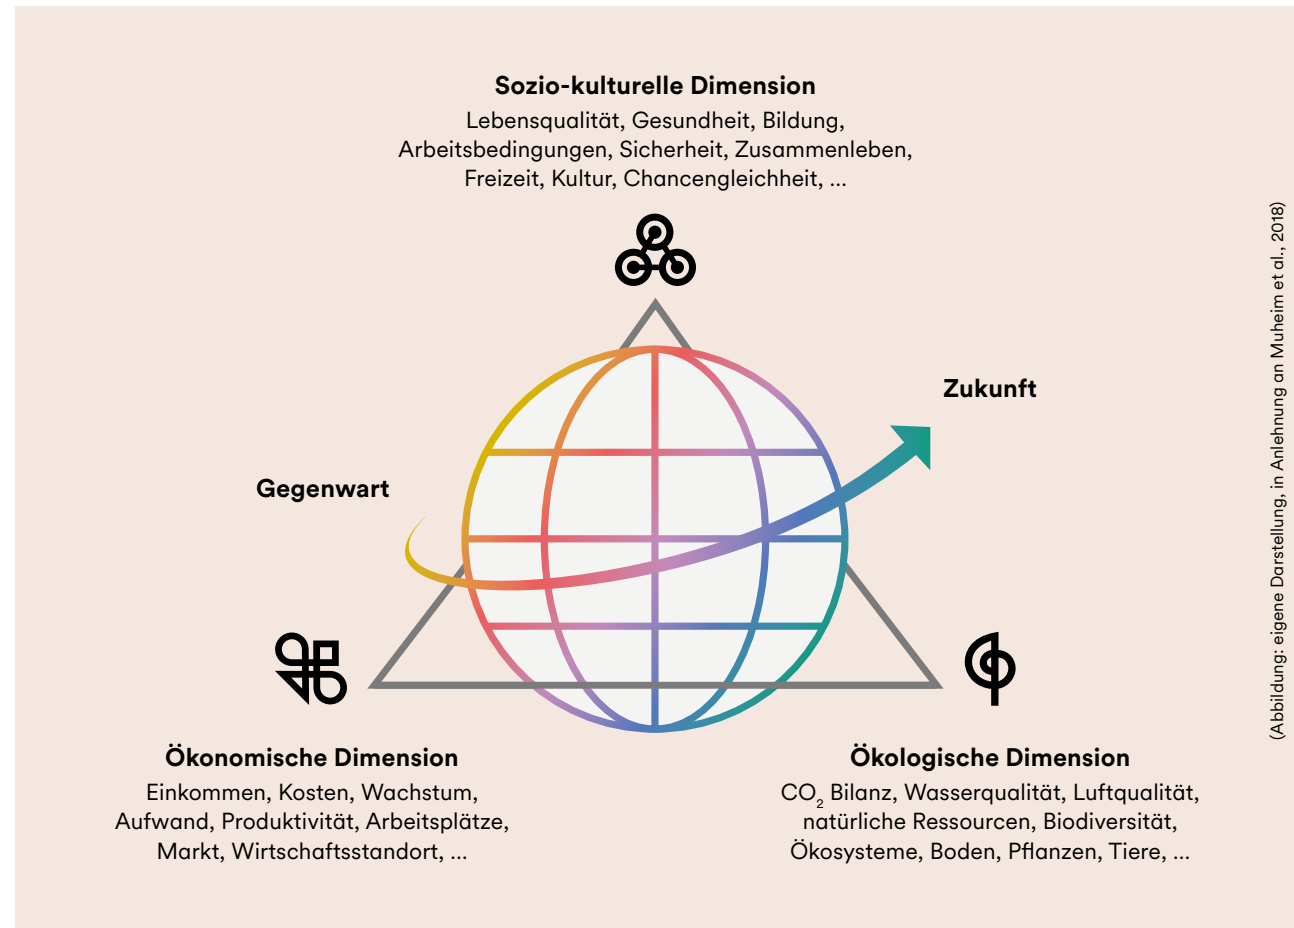 Sozio-kulturelle Dimension
Lebensqualität, Gesundheit, Bildung,
Arbeitsbedingungen, Sicherheit, Zusammenleben,
Freizeit, Kultur, Chancengleichheit, ...
Zukunft
Gegenwart
Ökonomische Dimension
Einkommen, Kosten, Wachstum,
Aufwand, Produktivität, Arbeitsplätze,
Markt, Wirtschaftsstandort, ...
Ökologische Dimension
CO₂ Bilanz, Wasserqualität, Luftqualität,
natürliche Ressourcen, Biodiversität,
Ökosysteme, Boden, Pflanzen, Tiere, ...
(Abbildung: eigene Darstellung, in Anlehnung an Muheim et al., 2018)